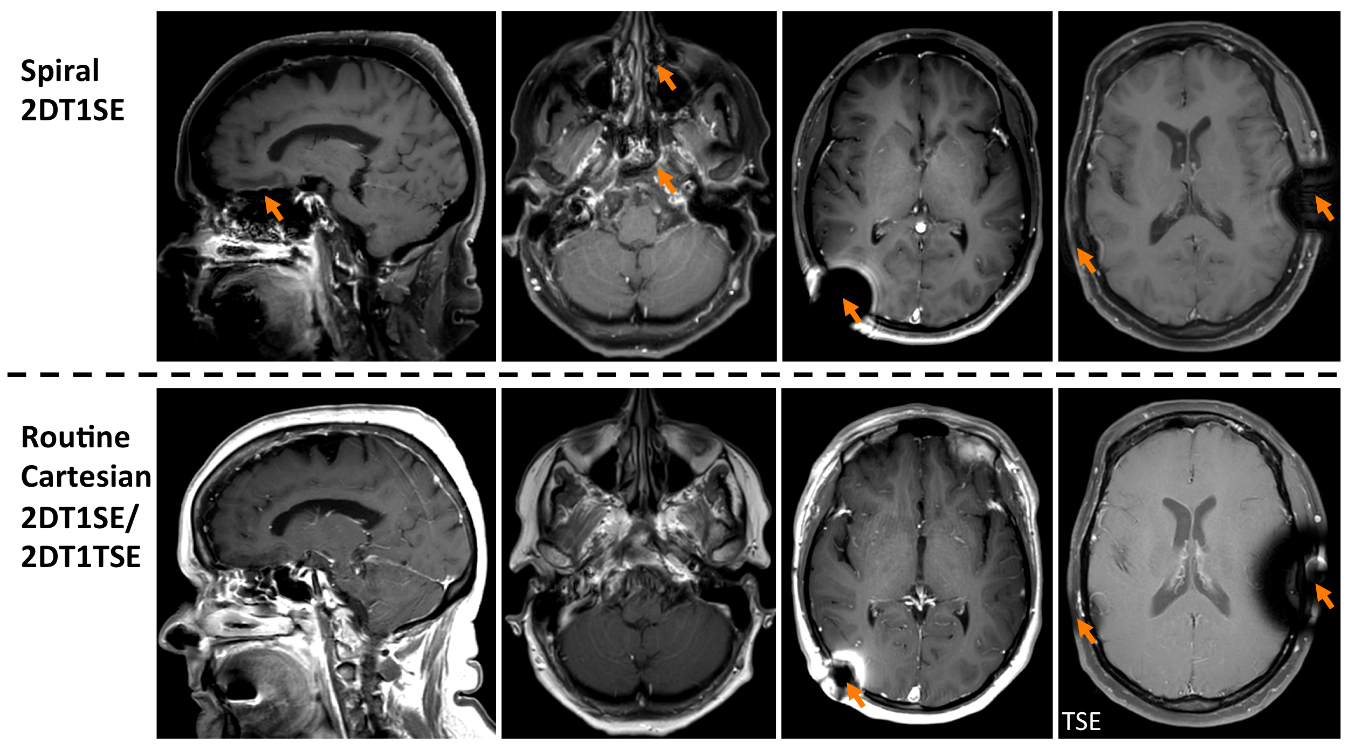 Spiral
2DT1SE
Routine
Cartesian
2DT1SE/
2DT1TSE
TSE